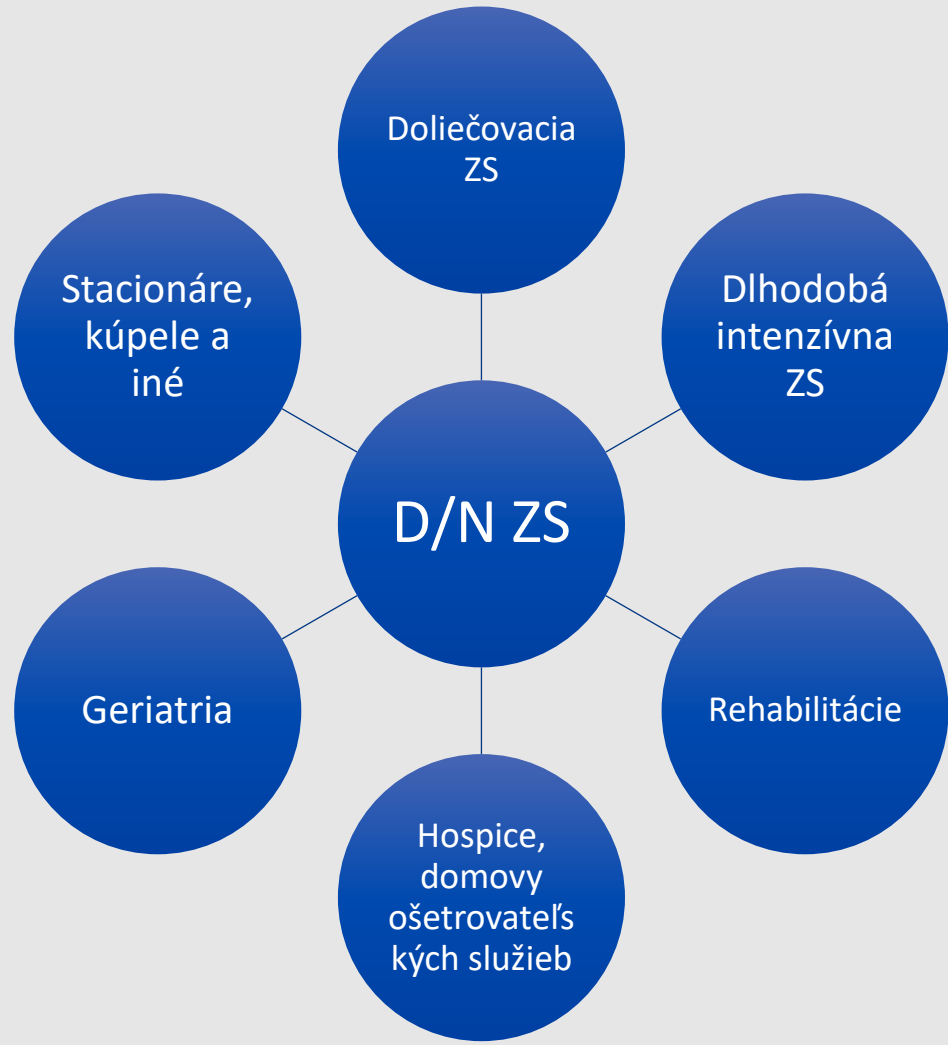 Doliečovacia
ZS
Stacionáre,
kúpele a
iné
Dlhodobá
intenzívna
ZS
D/N ZS
Geriatria
Rehabilitácie
Hospice,
domovy
ošetrovateľs
kých služieb